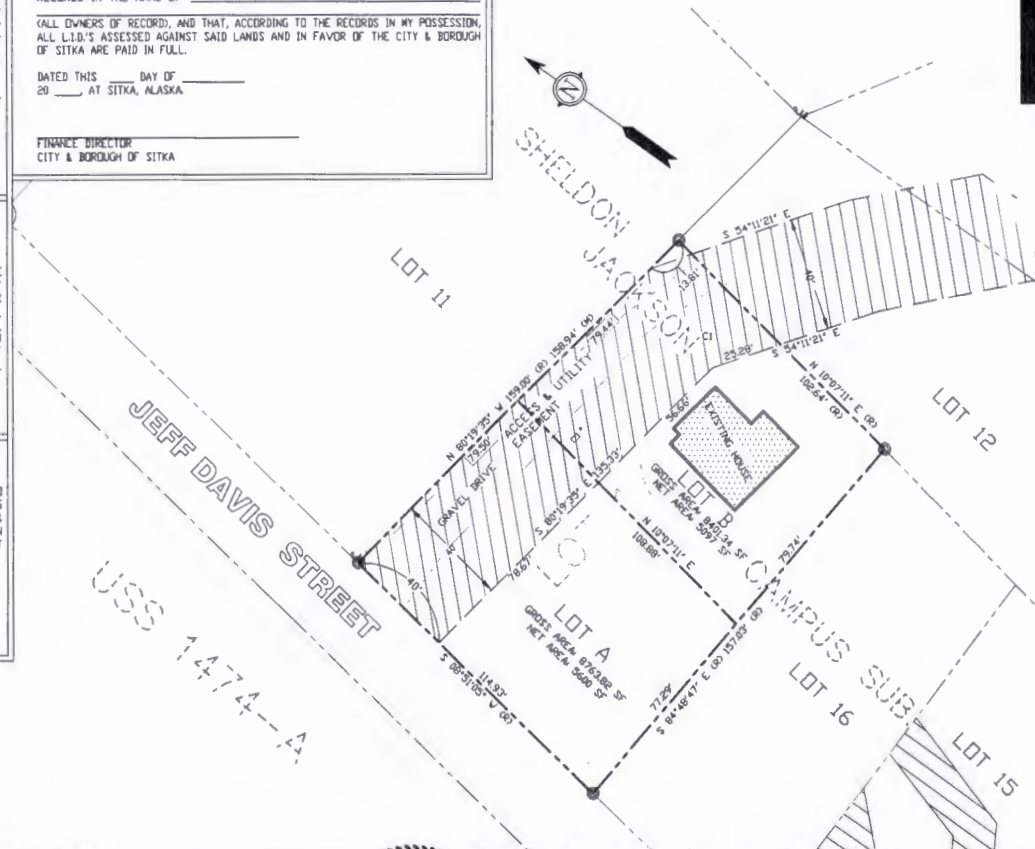 (ALL OWNERS OF RECORD), AND THAT, ACCORDING TO THE RECORDS IN MY POSSESSION,
ALL L.I.D.'S ASSESSED AGAINST SAID LANDS AND IN FAVOR OF THE CITY & BOROUGH
OF SITKA ARE PAID IN FULL.
DATED THIS ____ DAY OF ________
20 ____, AT SITKA, ALASKA.
FINANCE DIRECTOR
CITY & BOROUGH OF SITKA
N
SHELDON
JACKSON
CAMPUS SUB
LOT 11
S 54°11'21" E
40'
13.81'
C1
25.28'
S 54°11'21" E
N 10°07'11" E (R)
102.64' (R)
LOT 12
N 80°19'35" W 159.00' (R) 158.94' (M)
79.50'
79.44'
ACCESS & UTILITY
EASEMENT
GRAVEL DRIVE
40'
40'
56.66'
S 80°19'35" E 135.33'
78.67'
EXISTING HOUSE
LOT B
GROSS AREA: 8401.34 SF
NET AREA: 5097 SF
N 10°07'11" E
108.88'
79.74'
LOT A
GROSS AREA: 8763.82 SF
NET AREA: 5600 SF
77.29'
S 84°48'47" E (R) 157.03' (R)
114.93'
S 08°51'05" W (R)
JEFF DAVIS STREET
USS 1474--A
LOT 16
LOT 15